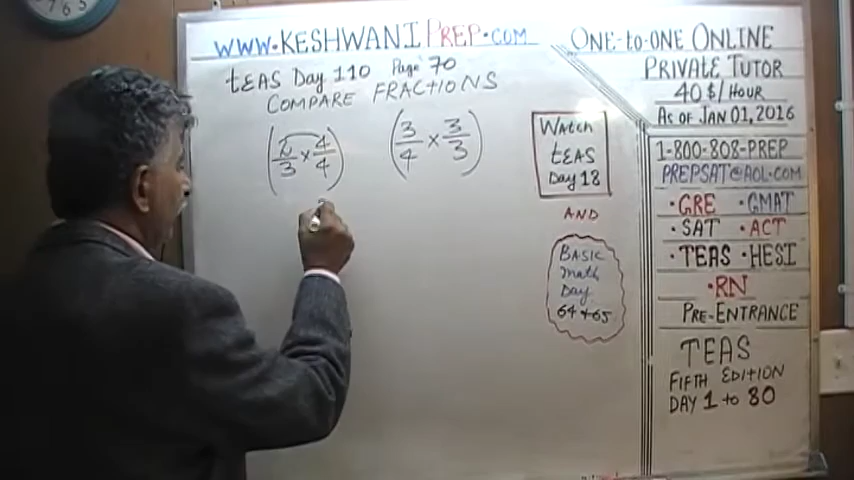 www.KESHWANIPREP.com
TEAS Day 110 Page 70
COMPARE FRACTIONS
(2/3 × 4/4) (3/4 × 3/3)
Watch
TEAS
Day 18
AND
BASIC
math
Day
64 & 65
ONE-to-ONE ONLINE
PRIVATE TUTOR
40 $/HOUR
AS OF JAN 01, 2016
1-800-808-PREP
PREPSAT@AOL.COM
•GRE •GMAT
•SAT •ACT
•TEAS •HESI
•RN
PRE-ENTRANCE
TEAS
FIFTH EDITION
DAY 1 to 80